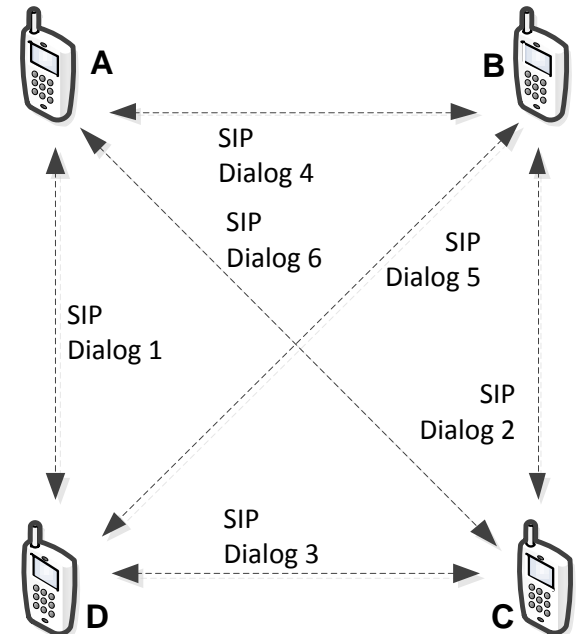 A
B
SIP
Dialog 4
SIP
Dialog 6
SIP
Dialog 5
SIP
Dialog 1
SIP
Dialog 2
SIP
Dialog 3
D
C